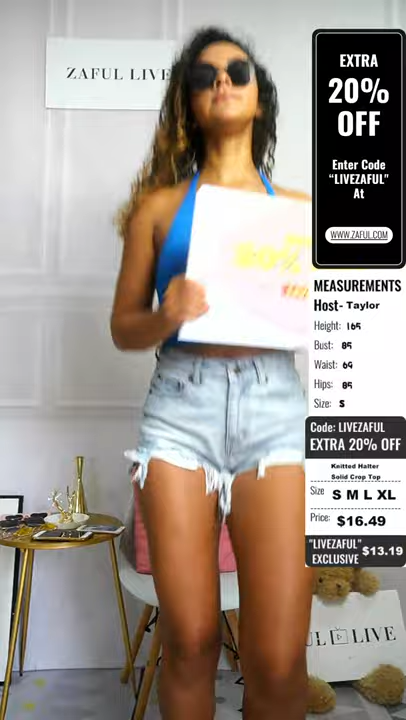 ZAFUL LIVE
EXTRA
20%
OFF
Enter Code
"LIVEZAFUL"
At
WWW.ZAFUL.COM
MEASUREMENTS
Host- Taylor
Height: 165
Bust: 85
Waist: 64
Hips: 85
Size: S
Code: LIVEZAFUL
EXTRA 20% OFF
Knitted Halter
Solid Crop Top
Size S M L XL
Price: $16.49
"LIVEZAFUL"
EXCLUSIVE $13.19
UL LIVE